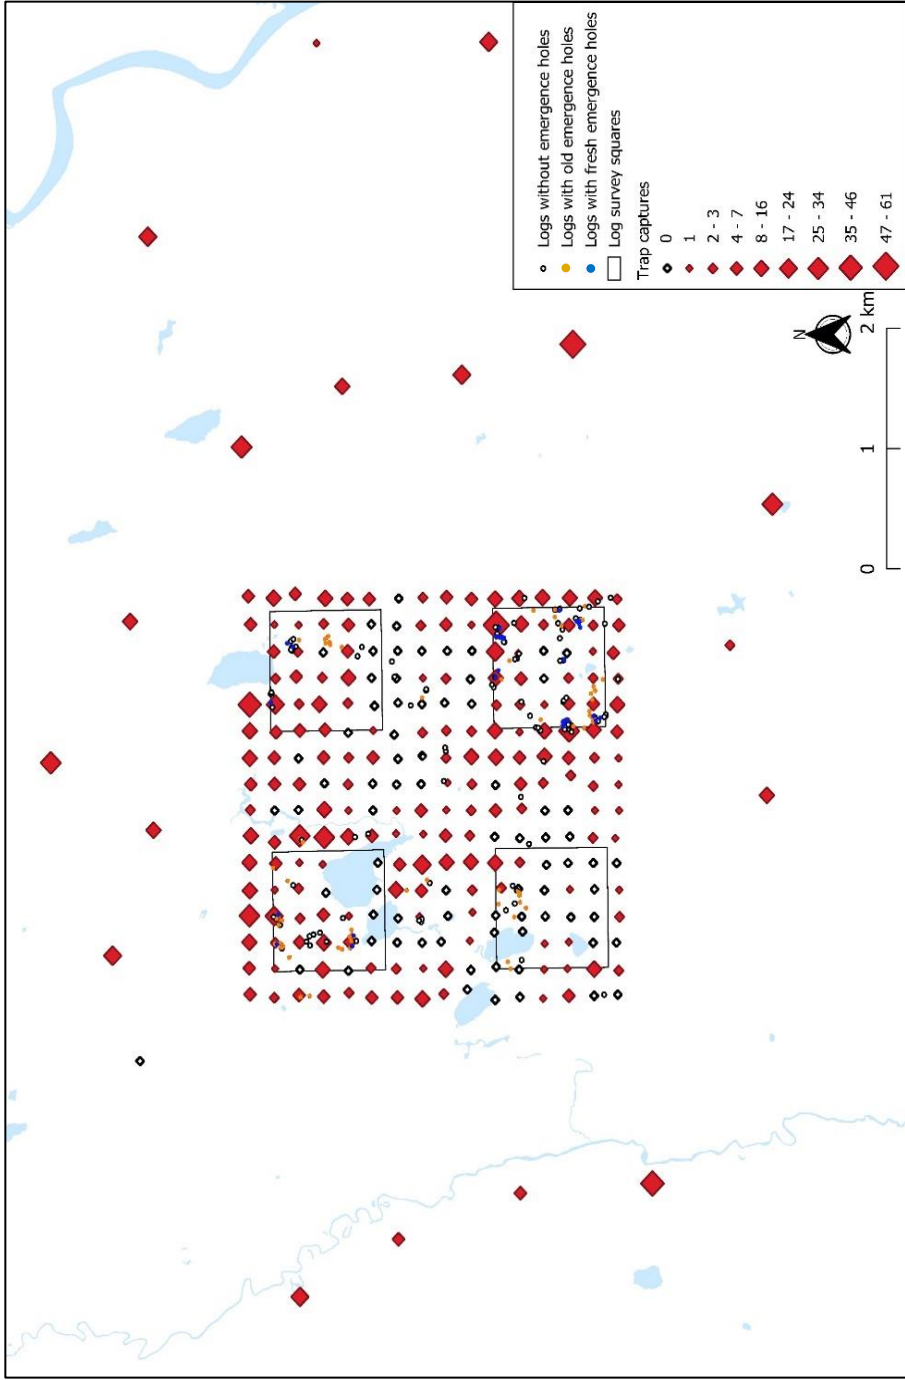 Logs without emergence holes
Logs with old emergence holes
Logs with fresh emergence holes
Log survey squares
Trap captures
0
1
2 - 3
4 - 7
8 - 16
17 - 24
25 - 34
35 - 46
47 - 61
N
0 1 2 km